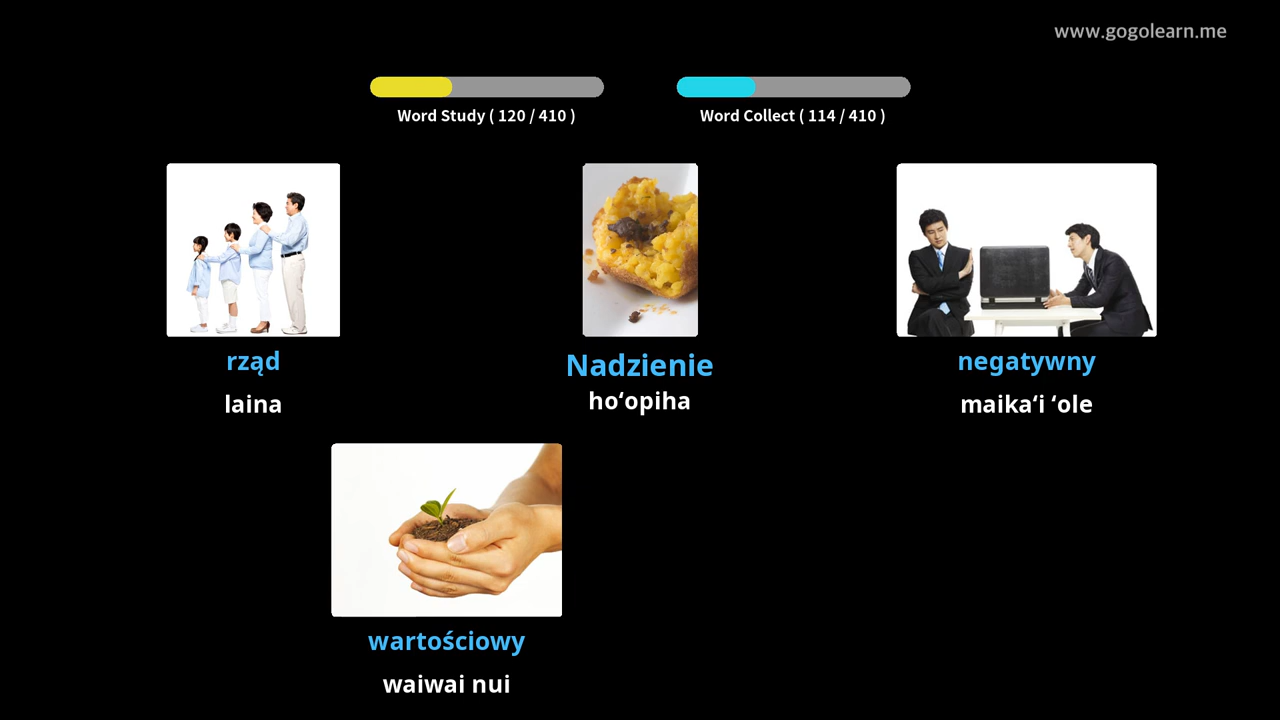 www.gogolearn.me
Word Study ( 120 / 410 )
Word Collect ( 114 / 410 )
rząd
Nadzienie
negatywny
laina
hoʻopiha
maikaʻi ʻole
wartościowy
waiwai nui